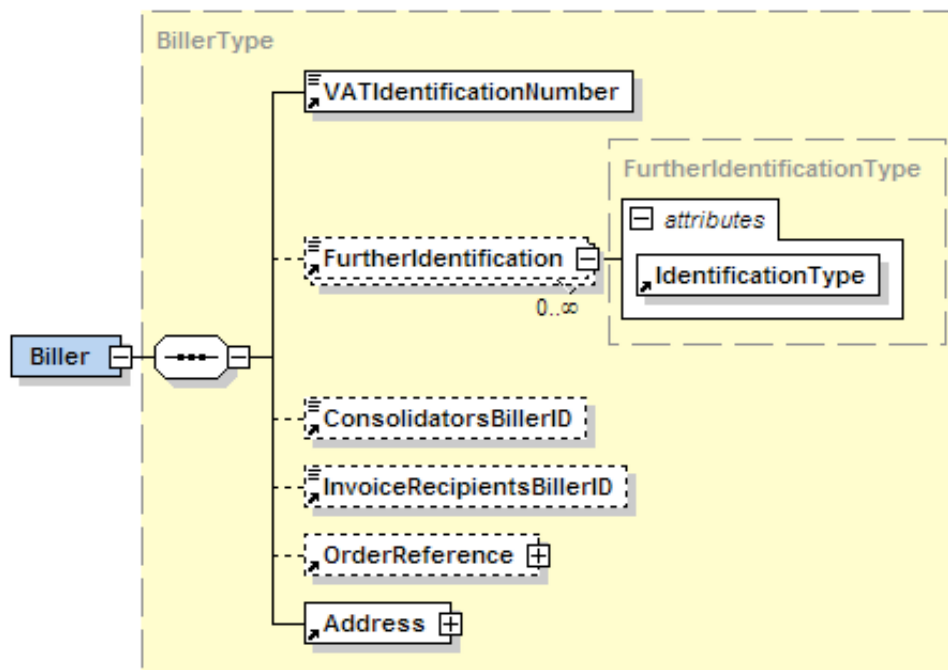 BillerType
VATIdentificationNumber
FurtherIdentificationType
attributes
FurtherIdentification
IdentificationType
0..∞
Biller
ConsolidatorsBillerID
InvoiceRecipientsBillerID
OrderReference
Address